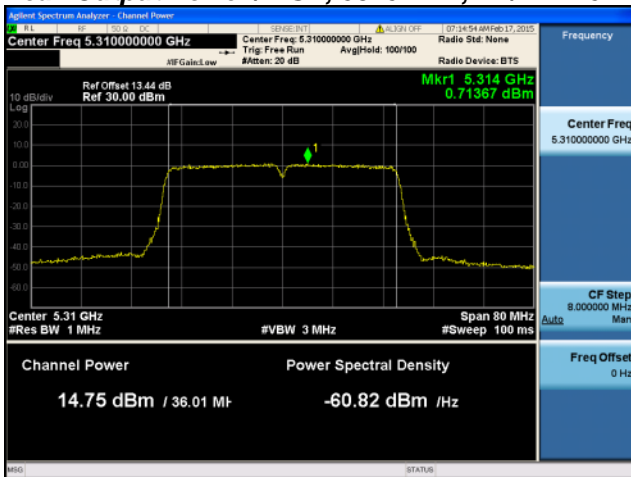 Agilent Spectrum Analyzer - Channel Power
RL RF 50 Ω DC SENSE:INT ALIGN OFF 07:14:54 AM Feb 17, 2015
Center Freq 5.310000000 GHz
Center Freq: 5.310000000 GHz
Radio Std: None
Trig: Free Run Avg|Hold: 100/100
#IFGain:Low #Atten: 20 dB Radio Device: BTS
Frequency
Mkr1 5.314 GHz
0.71367 dBm
Ref Offset 13.44 dB
10 dB/div Ref 30.00 dBm
Log
20.0
10.0
0.00
-10.0
-20.0
-30.0
-40.0
-50.0
-60.0
1
Center 5.31 GHz Span 80 MHz
#Res BW 1 MHz #VBW 3 MHz #Sweep 100 ms
Center Freq
5.310000000 GHz
CF Step
8.000000 MHz
Auto Man
Freq Offset
0 Hz
Channel Power Power Spectral Density
14.75 dBm / 36.01 MH -60.82 dBm /Hz
MSG STATUS